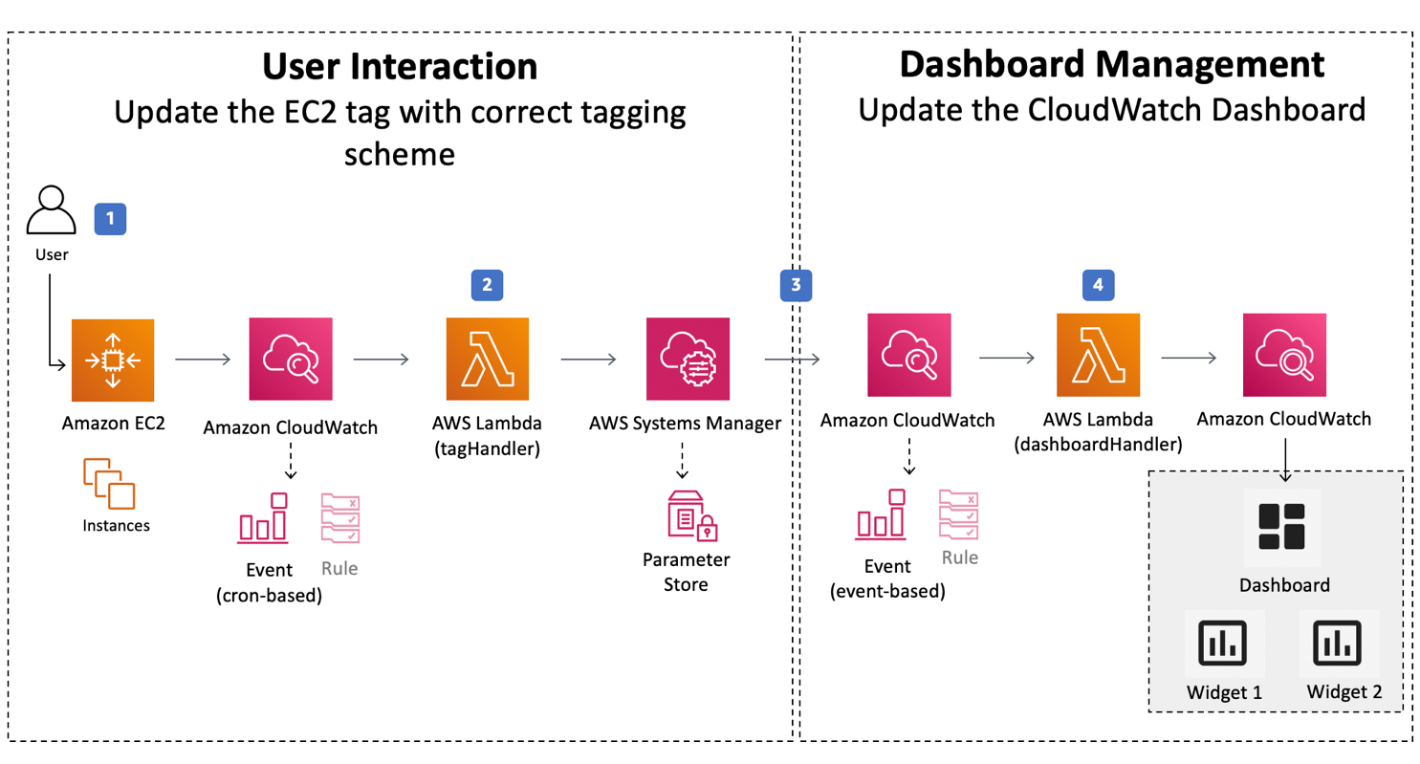 User Interaction
Update the EC2 tag with correct tagging
scheme
1
User
2
Amazon EC2
Amazon CloudWatch
AWS Lambda
(tagHandler)
AWS Systems Manager
Instances
Event
(cron-based)
Rule
x
Parameter
Store
3
Dashboard Management
Update the CloudWatch Dashboard
4
Amazon CloudWatch
AWS Lambda
(dashboardHandler)
Amazon CloudWatch
Event
(event-based)
Rule
x
Dashboard
Widget 1
Widget 2